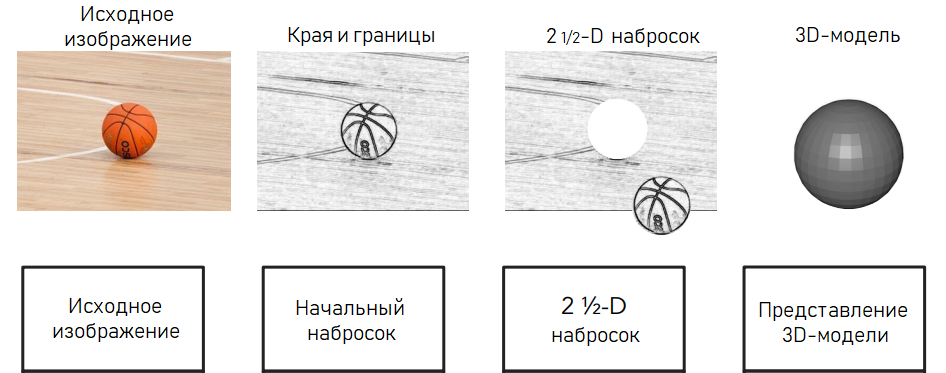 Исходное
изображение
Края и границы
2 1/2-D набросок
3D-модель
Исходное
изображение
Начальный
набросок
2 ½-D
набросок
Представление
3D-модели